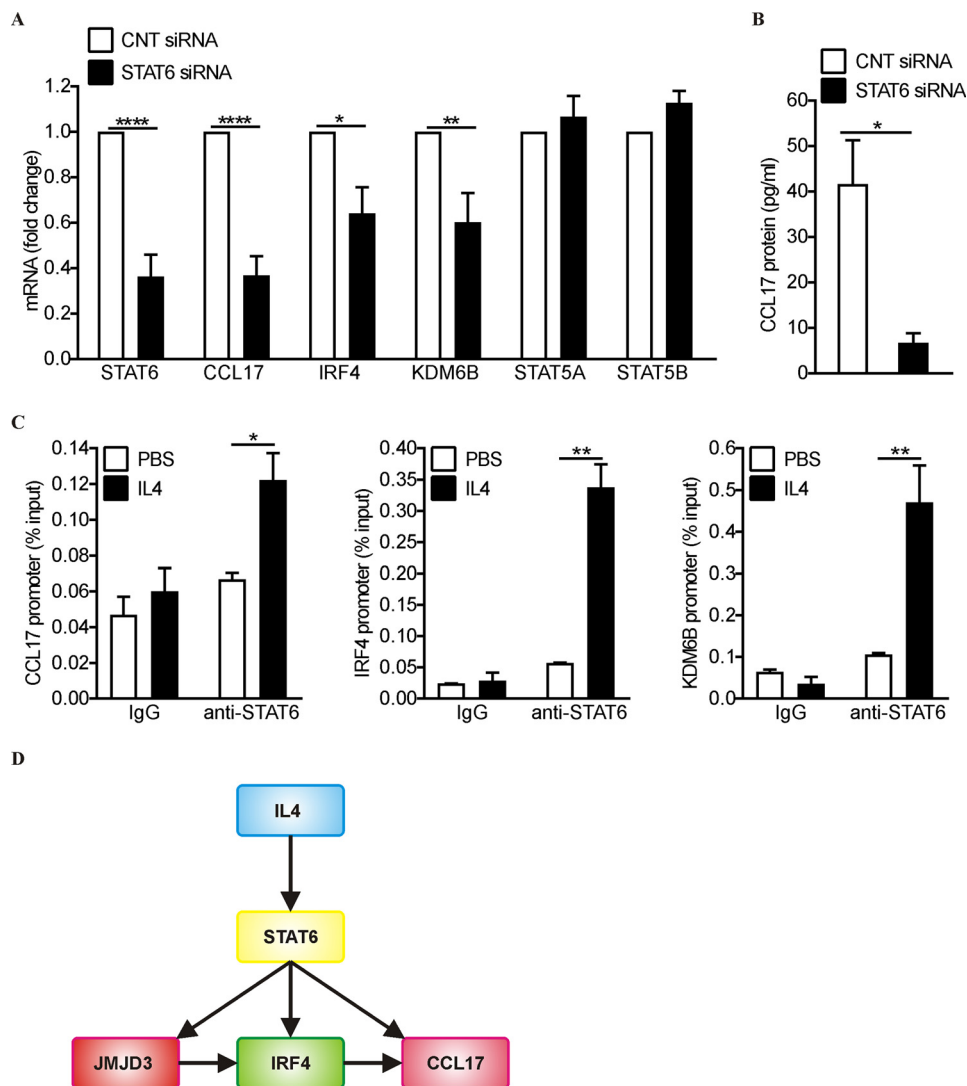 A
CNT siRNA
STAT6 siRNA
mRNA (fold change)
1.2
1.0
0.8
0.6
0.4
0.2
0.0
****
****
*
**
STAT6 CCL17 IRF4 KDM6B STAT5A STAT5B
B
CNT siRNA
STAT6 siRNA
CCL17 protein (pg/ml)
60
50
40
30
20
10
0
*
C
CCL17 promoter (% input)
0.14
0.12
0.10
0.08
0.06
0.04
0.02
0.00
PBS
IL4
*
IgG anti-STAT6
IRF4 promoter (% input)
0.40
0.35
0.30
0.25
0.20
0.15
0.10
0.05
0.00
PBS
IL4
**
IgG anti-STAT6
KDM6B promoter (% input)
0.6
0.5
0.4
0.3
0.2
0.1
0.0
PBS
IL4
**
IgG anti-STAT6
D
IL4
STAT6
JMJD3 IRF4 CCL17